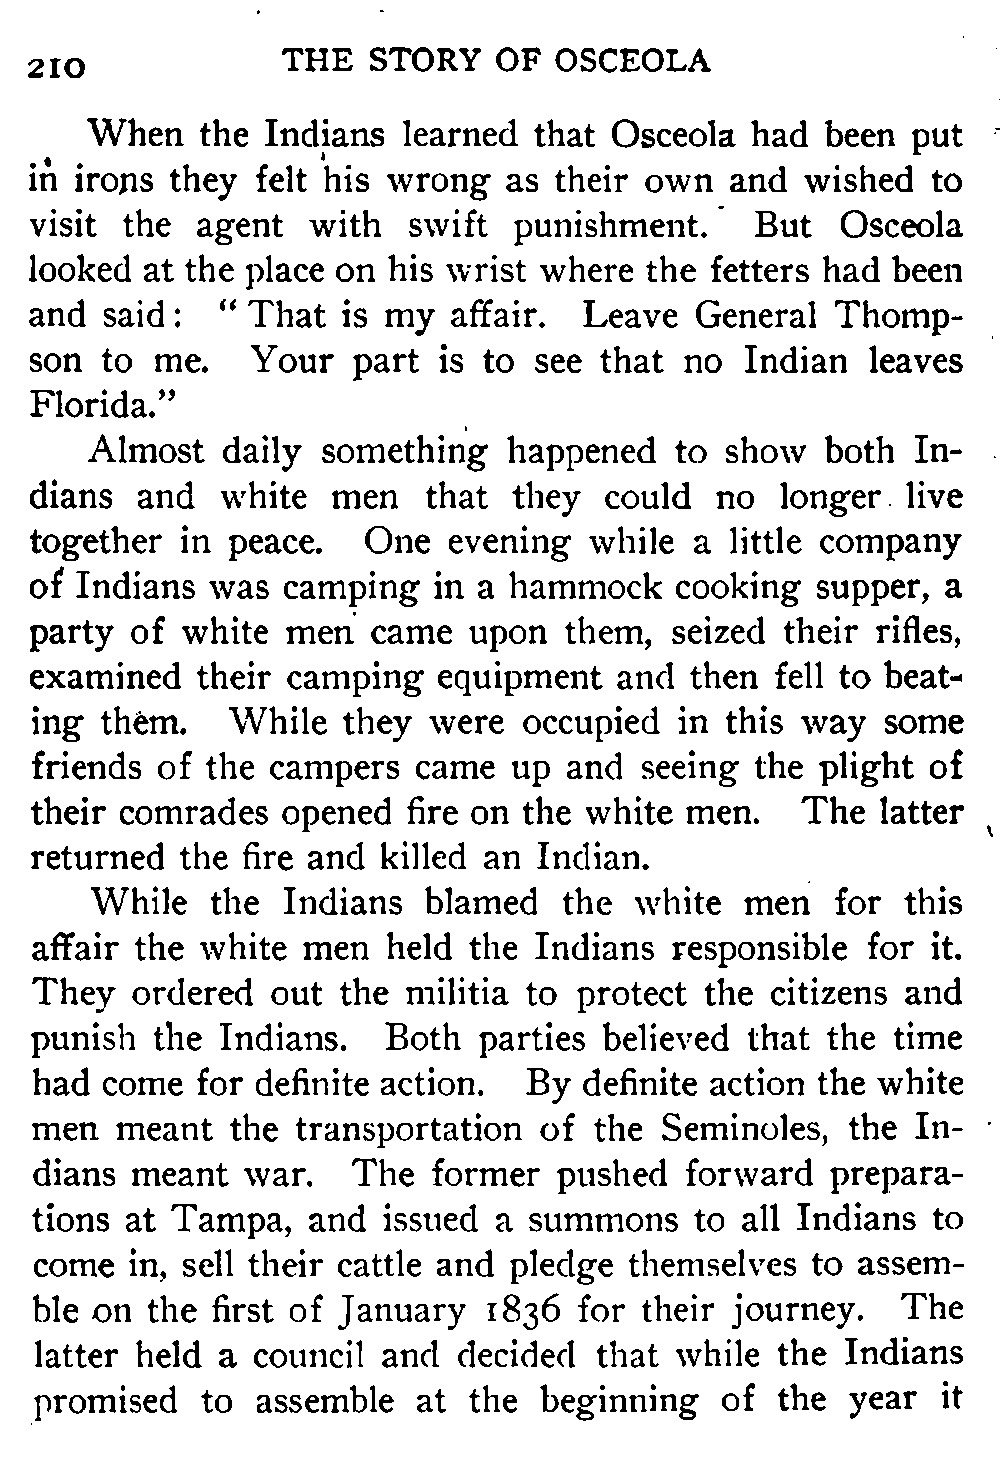 210 THE STORY OF OSCEOLA
When the Indians learned that Osceola had been put
in irons they felt his wrong as their own and wished to
visit the agent with swift punishment. But Osceola
looked at the place on his wrist where the fetters had been
and said: “That is my affair. Leave General Thomp-
son to me. Your part is to see that no Indian leaves
Florida.”
Almost daily something happened to show both In-
dians and white men that they could no longer live
together in peace. One evening while a little company
of Indians was camping in a hammock cooking supper, a
party of white men came upon them, seized their rifles,
examined their camping equipment and then fell to beat-
ing them. While they were occupied in this way some
friends of the campers came up and seeing the plight of
their comrades opened fire on the white men. The latter
returned the fire and killed an Indian.
While the Indians blamed the white men for this
affair the white men held the Indians responsible for it.
They ordered out the militia to protect the citizens and
punish the Indians. Both parties believed that the time
had come for definite action. By definite action the white
men meant the transportation of the Seminoles, the In-
dians meant war. The former pushed forward prepara-
tions at Tampa, and issued a summons to all Indians to
come in, sell their cattle and pledge themselves to assem-
ble on the first of January 1836 for their journey. The
latter held a council and decided that while the Indians
promised to assemble at the beginning of the year it